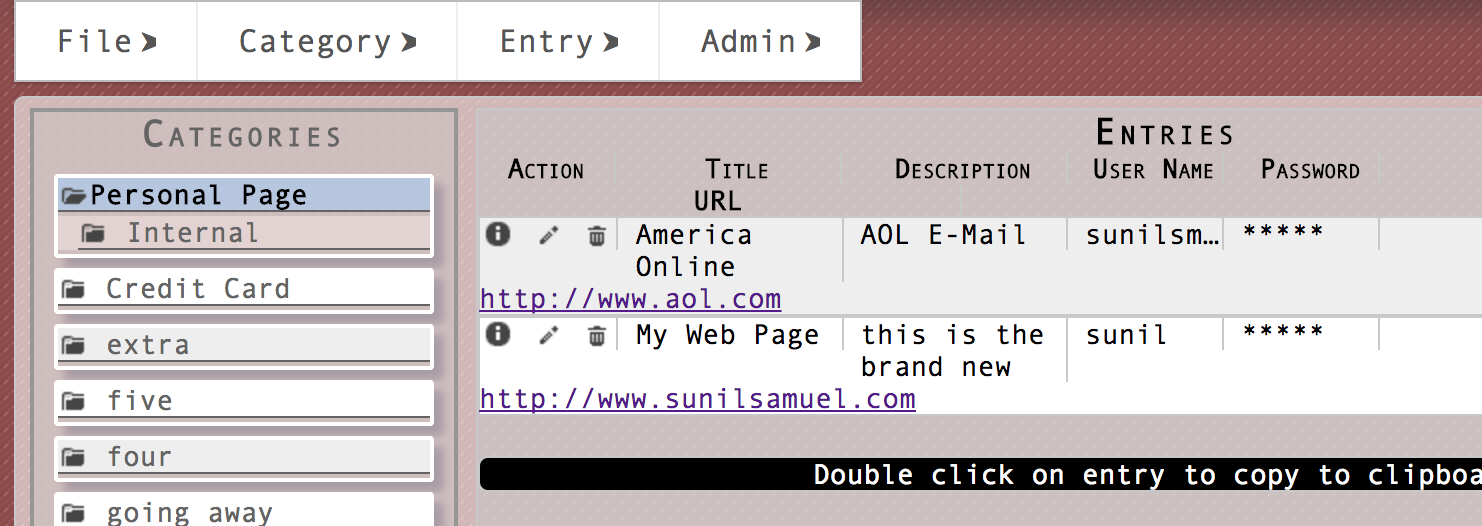 File Category Entry Admin
Categories
Personal Page
Internal
Credit Card
extra
five
four
going away
Entries
Action Title Description User Name Password
URL
America AOL E-Mail sunilsm… *****
Online
http://www.aol.com
My Web Page this is the sunil *****
brand new
http://www.sunilsamuel.com
Double click on entry to copy to clipboa